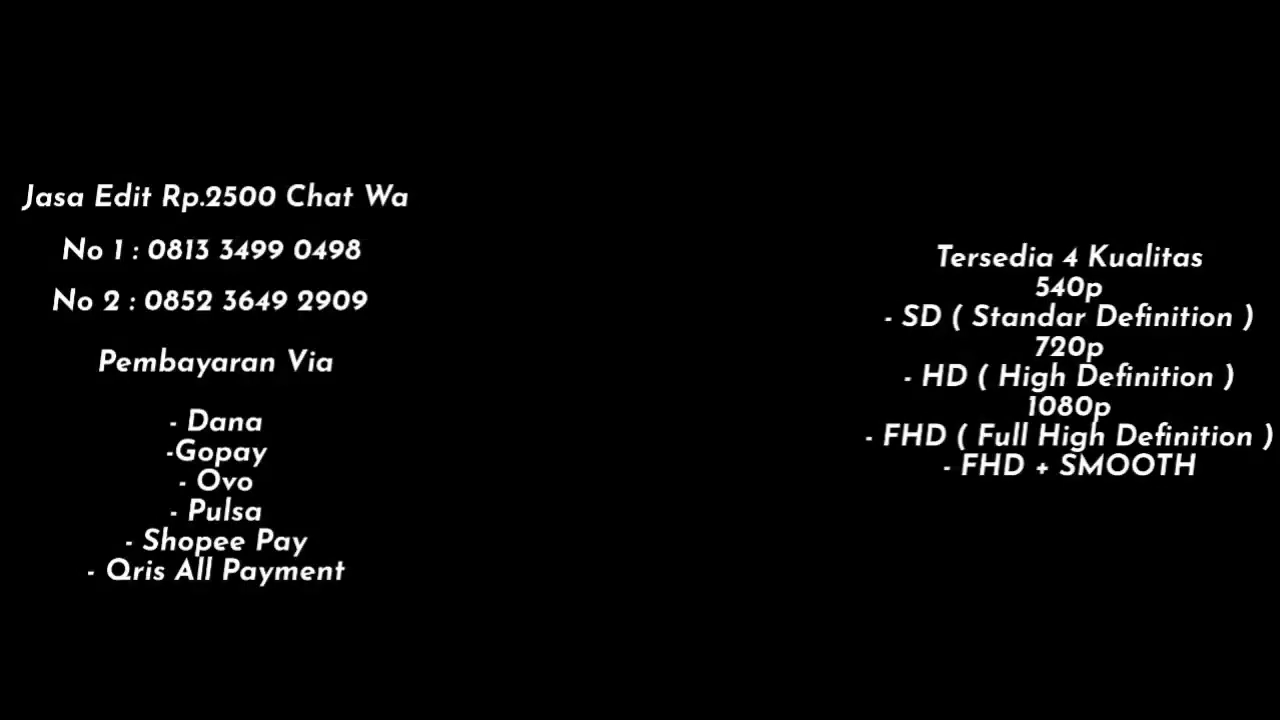 Jasa Edit Rp.2500 Chat Wa
No 1 : 0813 3499 0498
No 2 : 0852 3649 2909
Pembayaran Via
- Dana
-Gopay
- Ovo
- Pulsa
- Shopee Pay
- Qris All Payment
Tersedia 4 Kualitas
540p
- SD ( Standar Definition )
720p
- HD ( High Definition )
1080p
- FHD ( Full High Definition )
- FHD + SMOOTH